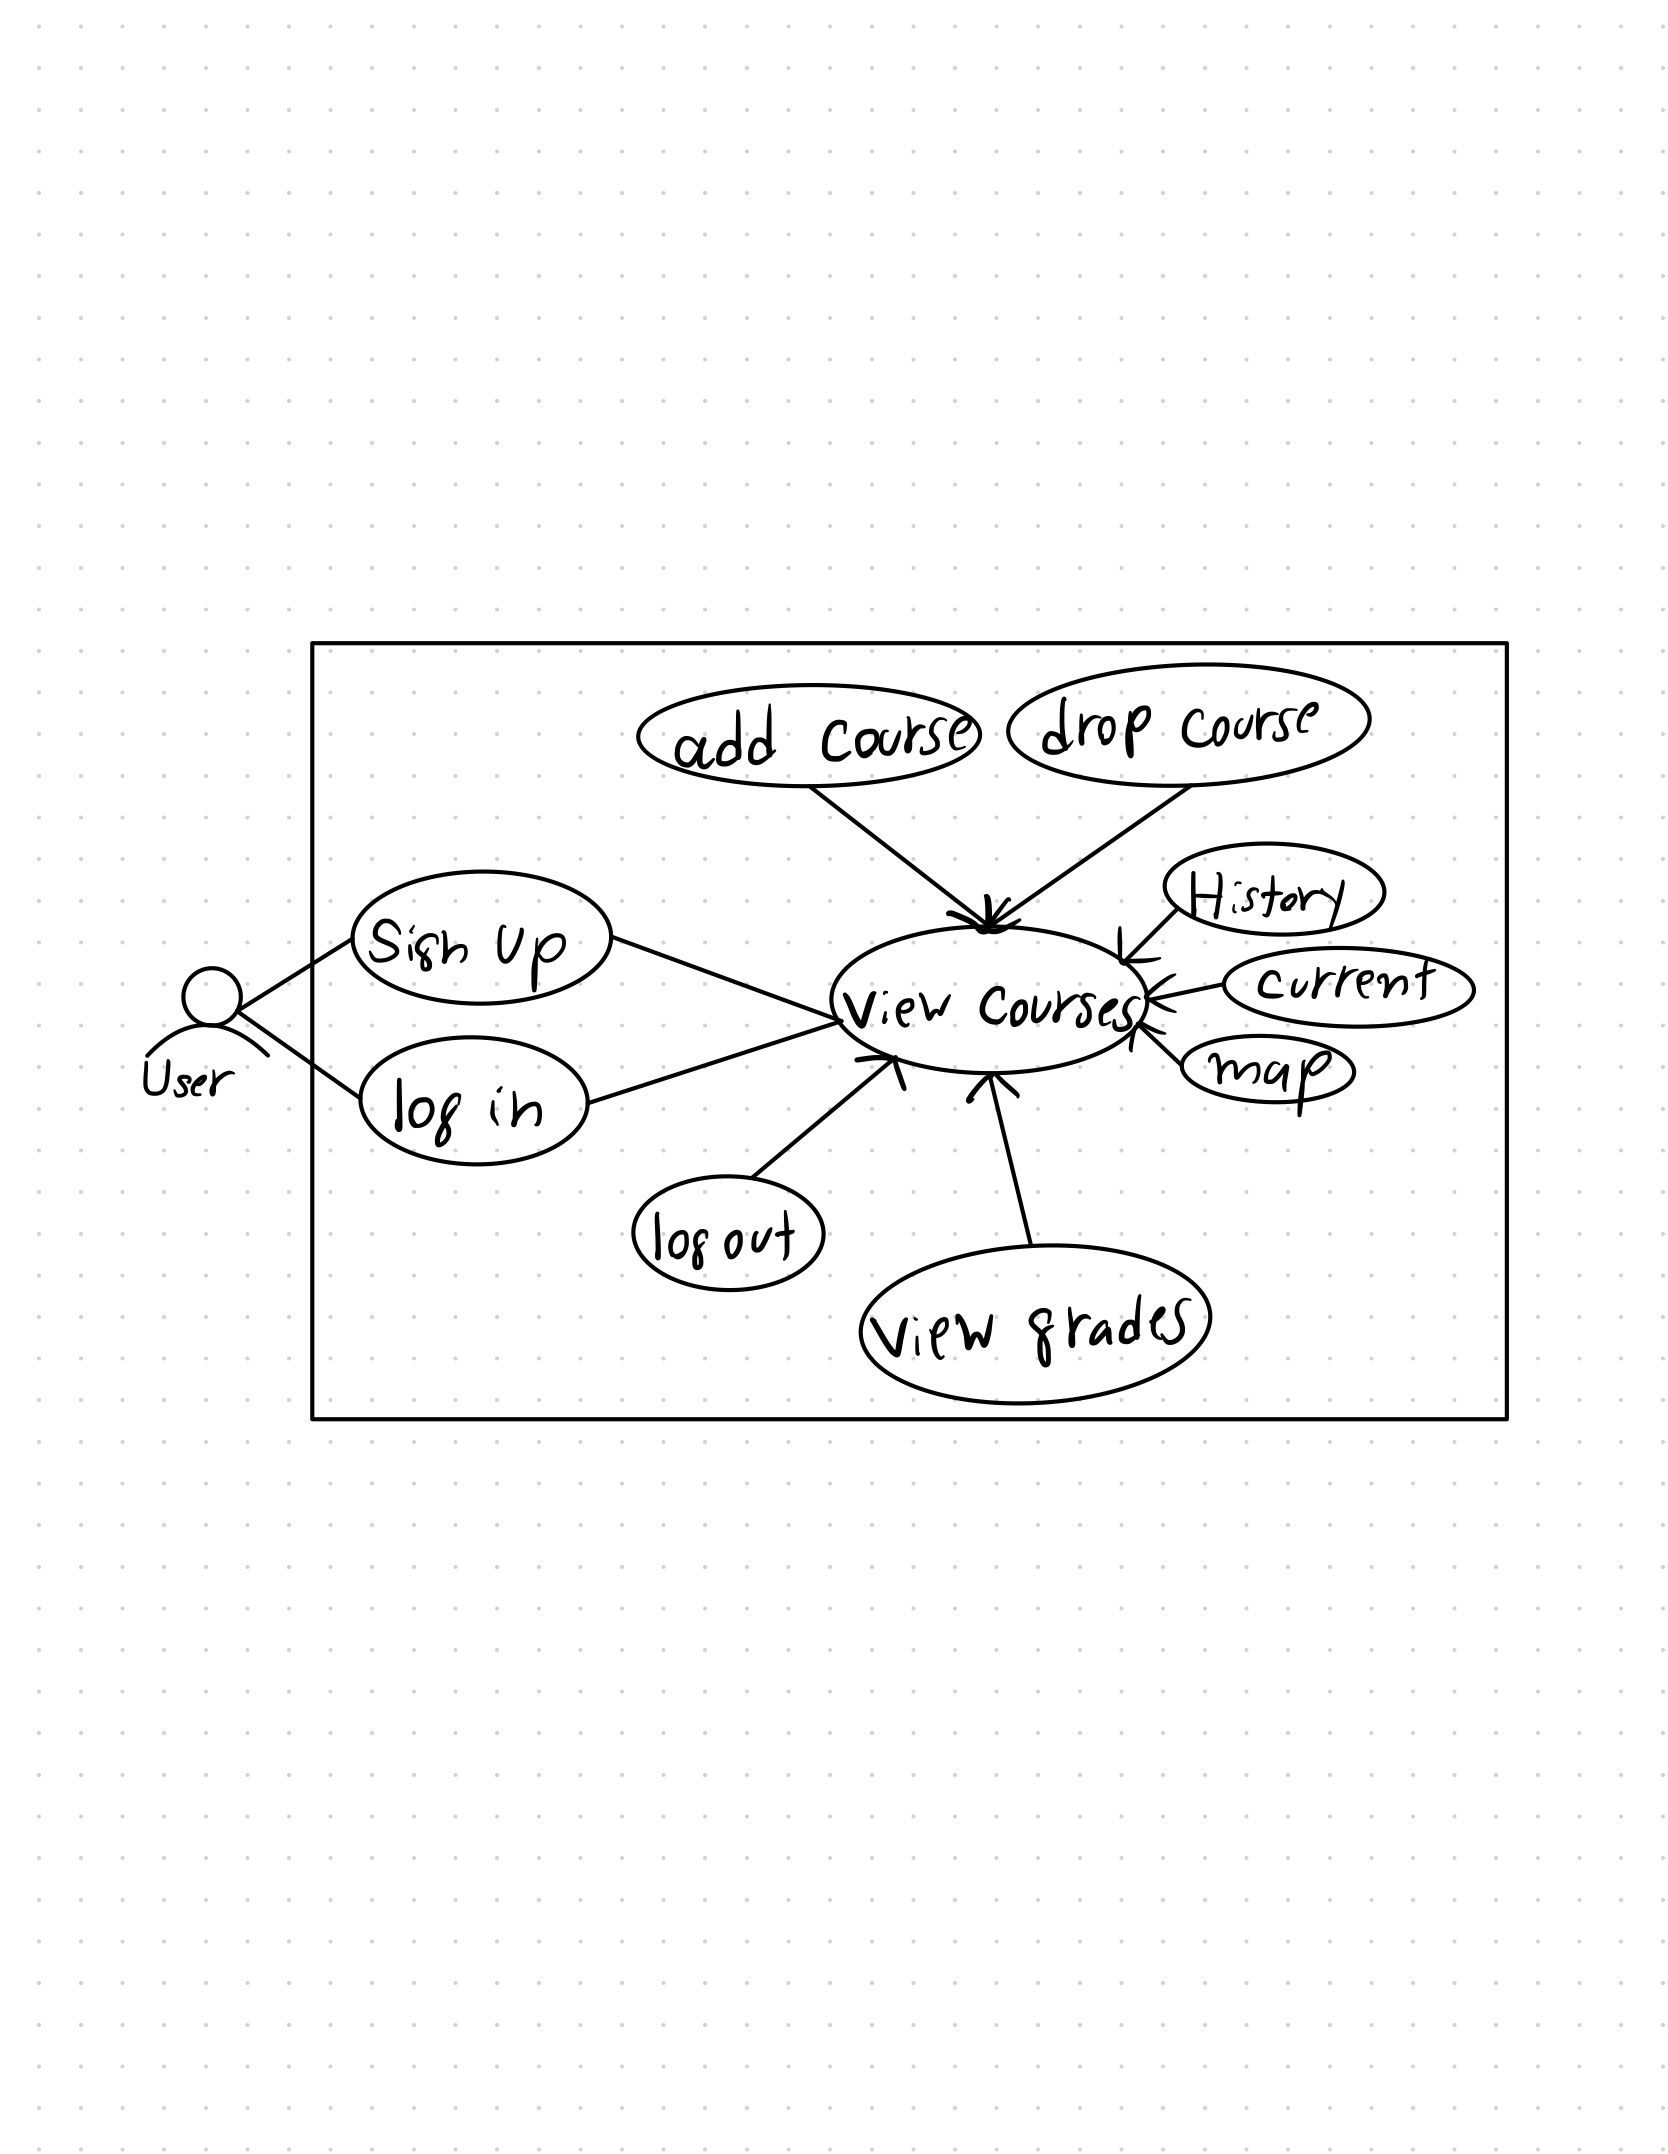 add course
drop course
History
Sign Up
current
view courses
map
User
log in
log out
view grades